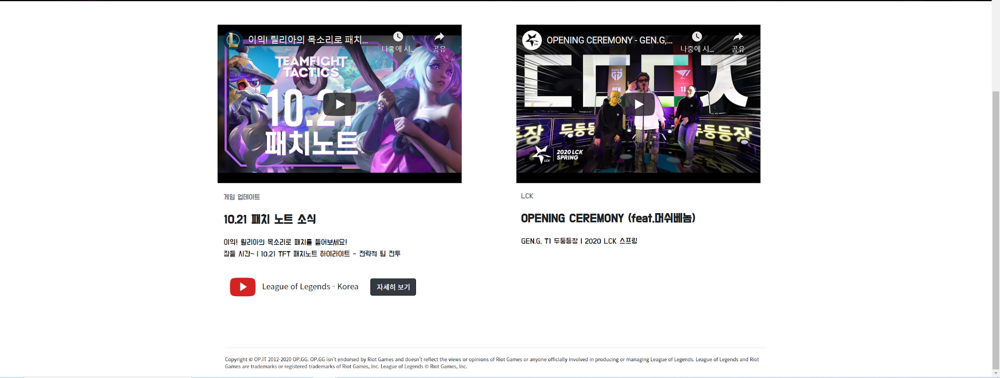 이익! 릴리아의 목소리로 패치...
나중에 시...
공유
TEAMFIGHT
TACTICS
10.21
패치노트
게임 업데이트
10.21 패치 노트 소식
이익! 릴리아의 목소리로 패치를 들어보세요!
잠들 시간~ | 10.21 TFT 패치노트 하이라이트 - 전략적 팀 전투
League of Legends - Korea
자세히 보기
LCK
OPENING CEREMONY - GEN.G,...
나중에 시...
공유
GEN.G
GEN
T1
두둥등장
두둥등장
LCK
2020 LCK
SPRING
LCK
OPENING CEREMONY (feat.머쉬베놈)
GEN.G, T1 두둥등장 | 2020 LCK 스프링
Copyright © OP.IT 2012-2020 OP.GG. OP.GG isn't endorsed by Riot Games and doesn't reflect the views or opinions of Riot Games or anyone officially involved in producing or managing League of Legends. League of Legends and Riot
Games are trademarks or registered trademarks of Riot Games, Inc. League of Legends © Riot Games, Inc.